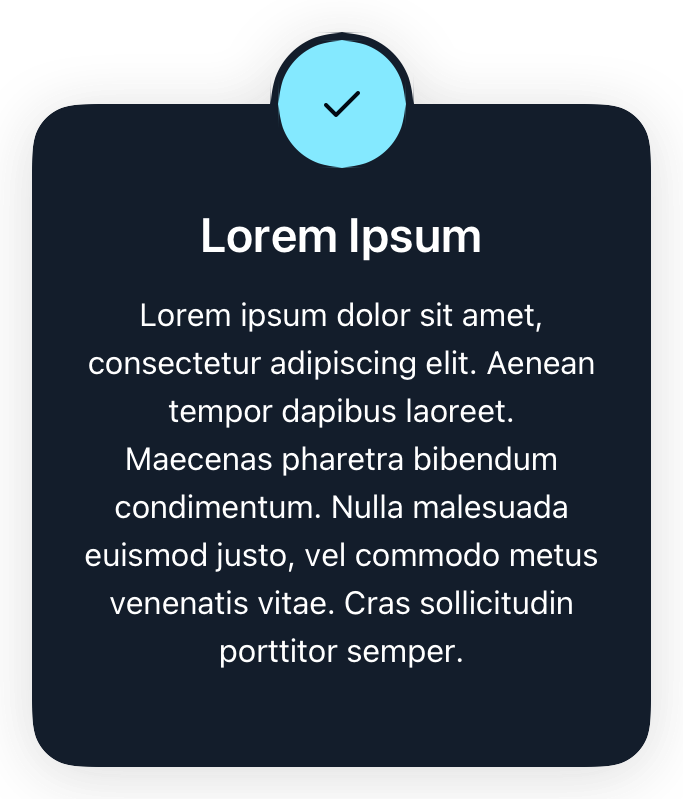 Lorem Ipsum
Lorem ipsum dolor sit amet,
consectetur adipiscing elit. Aenean
tempor dapibus laoreet.
Maecenas pharetra bibendum
condimentum. Nulla malesuada
euismod justo, vel commodo metus
venenatis vitae. Cras sollicitudin
porttitor semper.